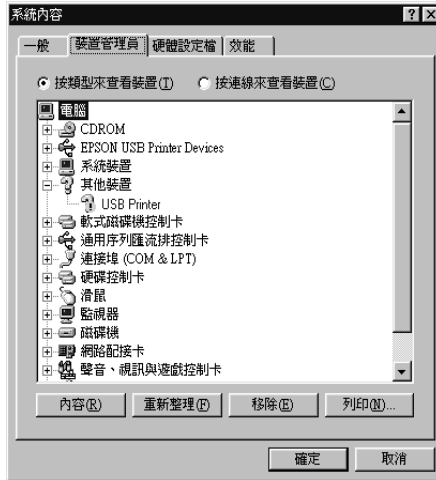 系統內容
一般 裝置管理員 硬體設定檔 效能
按類型來查看裝置(I) 按連線來查看裝置(C)
電腦
CDROM
EPSON USB Printer Devices
系統裝置
其他裝置
USB Printer
軟式磁碟機控制卡
通用序列匯流排控制卡
連接埠 (COM & LPT)
硬碟控制卡
滑鼠
監視器
磁碟機
網路配接卡
聲音、視訊與遊戲控制卡
內容(R) 重新整理(F) 移除(E) 列印(N)...
確定 取消